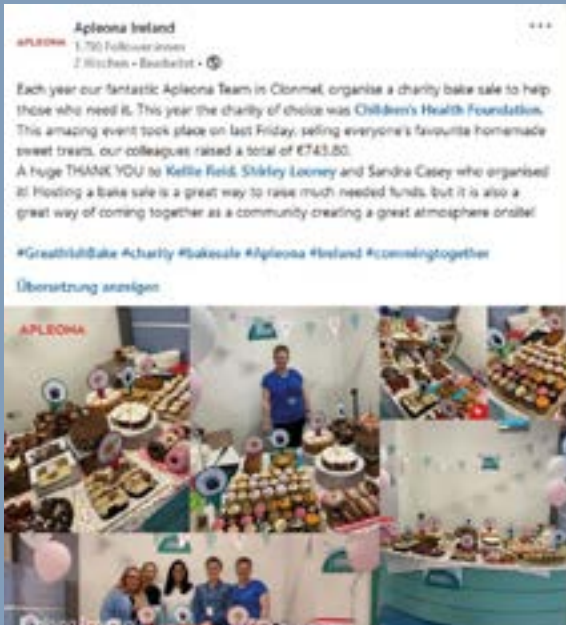 Apleona Ireland
APLEONA
1.790 Follower:innen
2 Wochen • Bearbeitet •
Each year our fantastic Apleona Team in Clonmel, organise a charity bake sale to help
those who need it. This year the charity of choice was Children's Health Foundation.
This amazing event took place on last Friday, selling everyone's favourite homemade
sweet treats, our colleagues raised a total of €743,80.
A huge THANK YOU to Kellie Reid, Shirley Looney and Sandra Casey who organised
it! Hosting a bake sale is a great way to raise much needed funds, but it is also a
great way of coming together as a community creating a great atmosphere onsite!
#GreatIrishBake #charity #bakesale #Apleona #Ireland #commingtogether
Übersetzung anzeigen
APLEONA